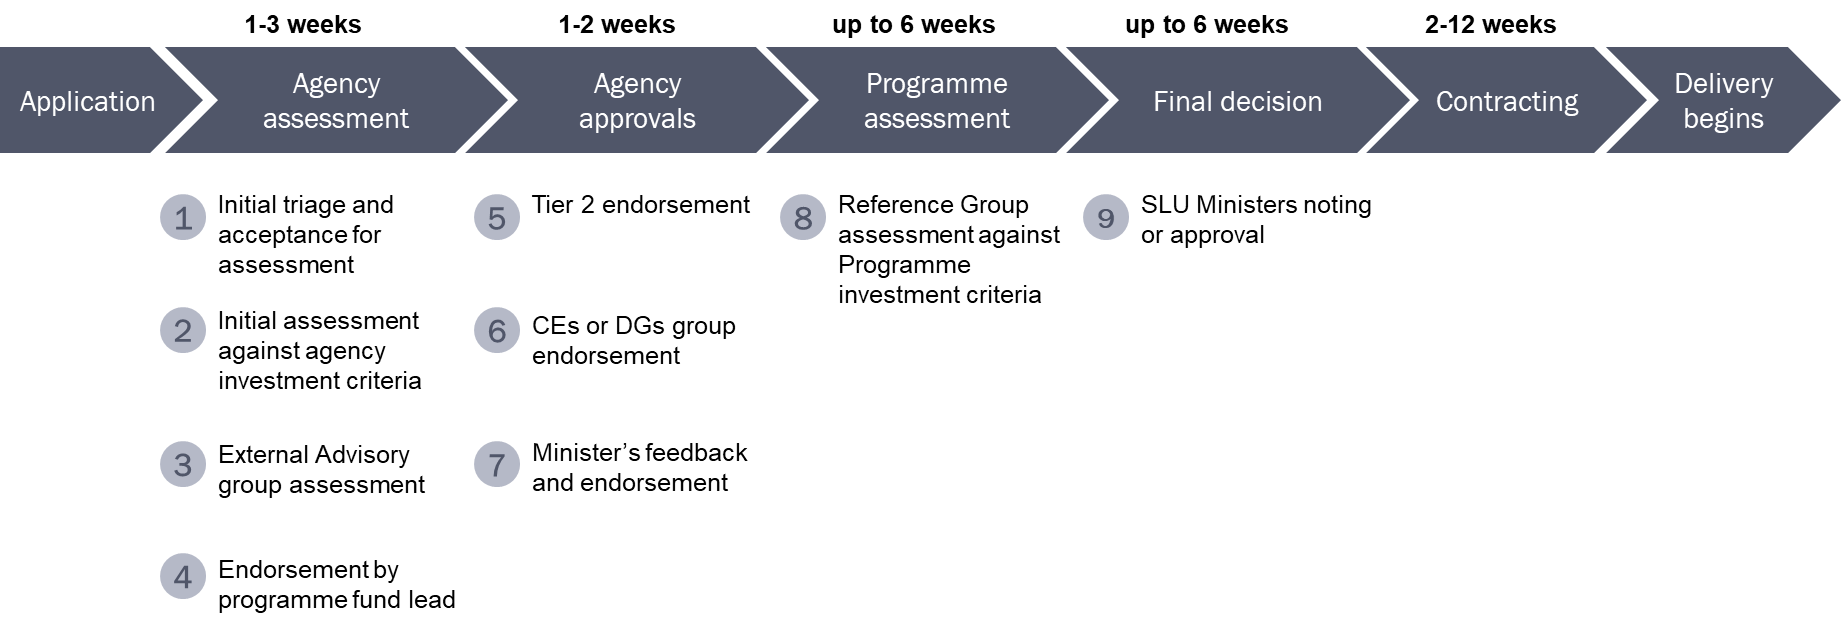 1-3 weeks
1-2 weeks
up to 6 weeks
up to 6 weeks
2-12 weeks
Application
Agency
assessment
Agency
approvals
Programme
assessment
Final decision
Contracting
Delivery
begins
1
Initial triage and
acceptance for
assessment
2
Initial assessment
against agency
investment criteria
3
External Advisory
group assessment
4
Endorsement by
programme fund lead
5
Tier 2 endorsement
6
CEs or DGs group
endorsement
7
Minister’s feedback
and endorsement
8
Reference Group
assessment against
Programme
investment criteria
9
SLU Ministers noting
or approval